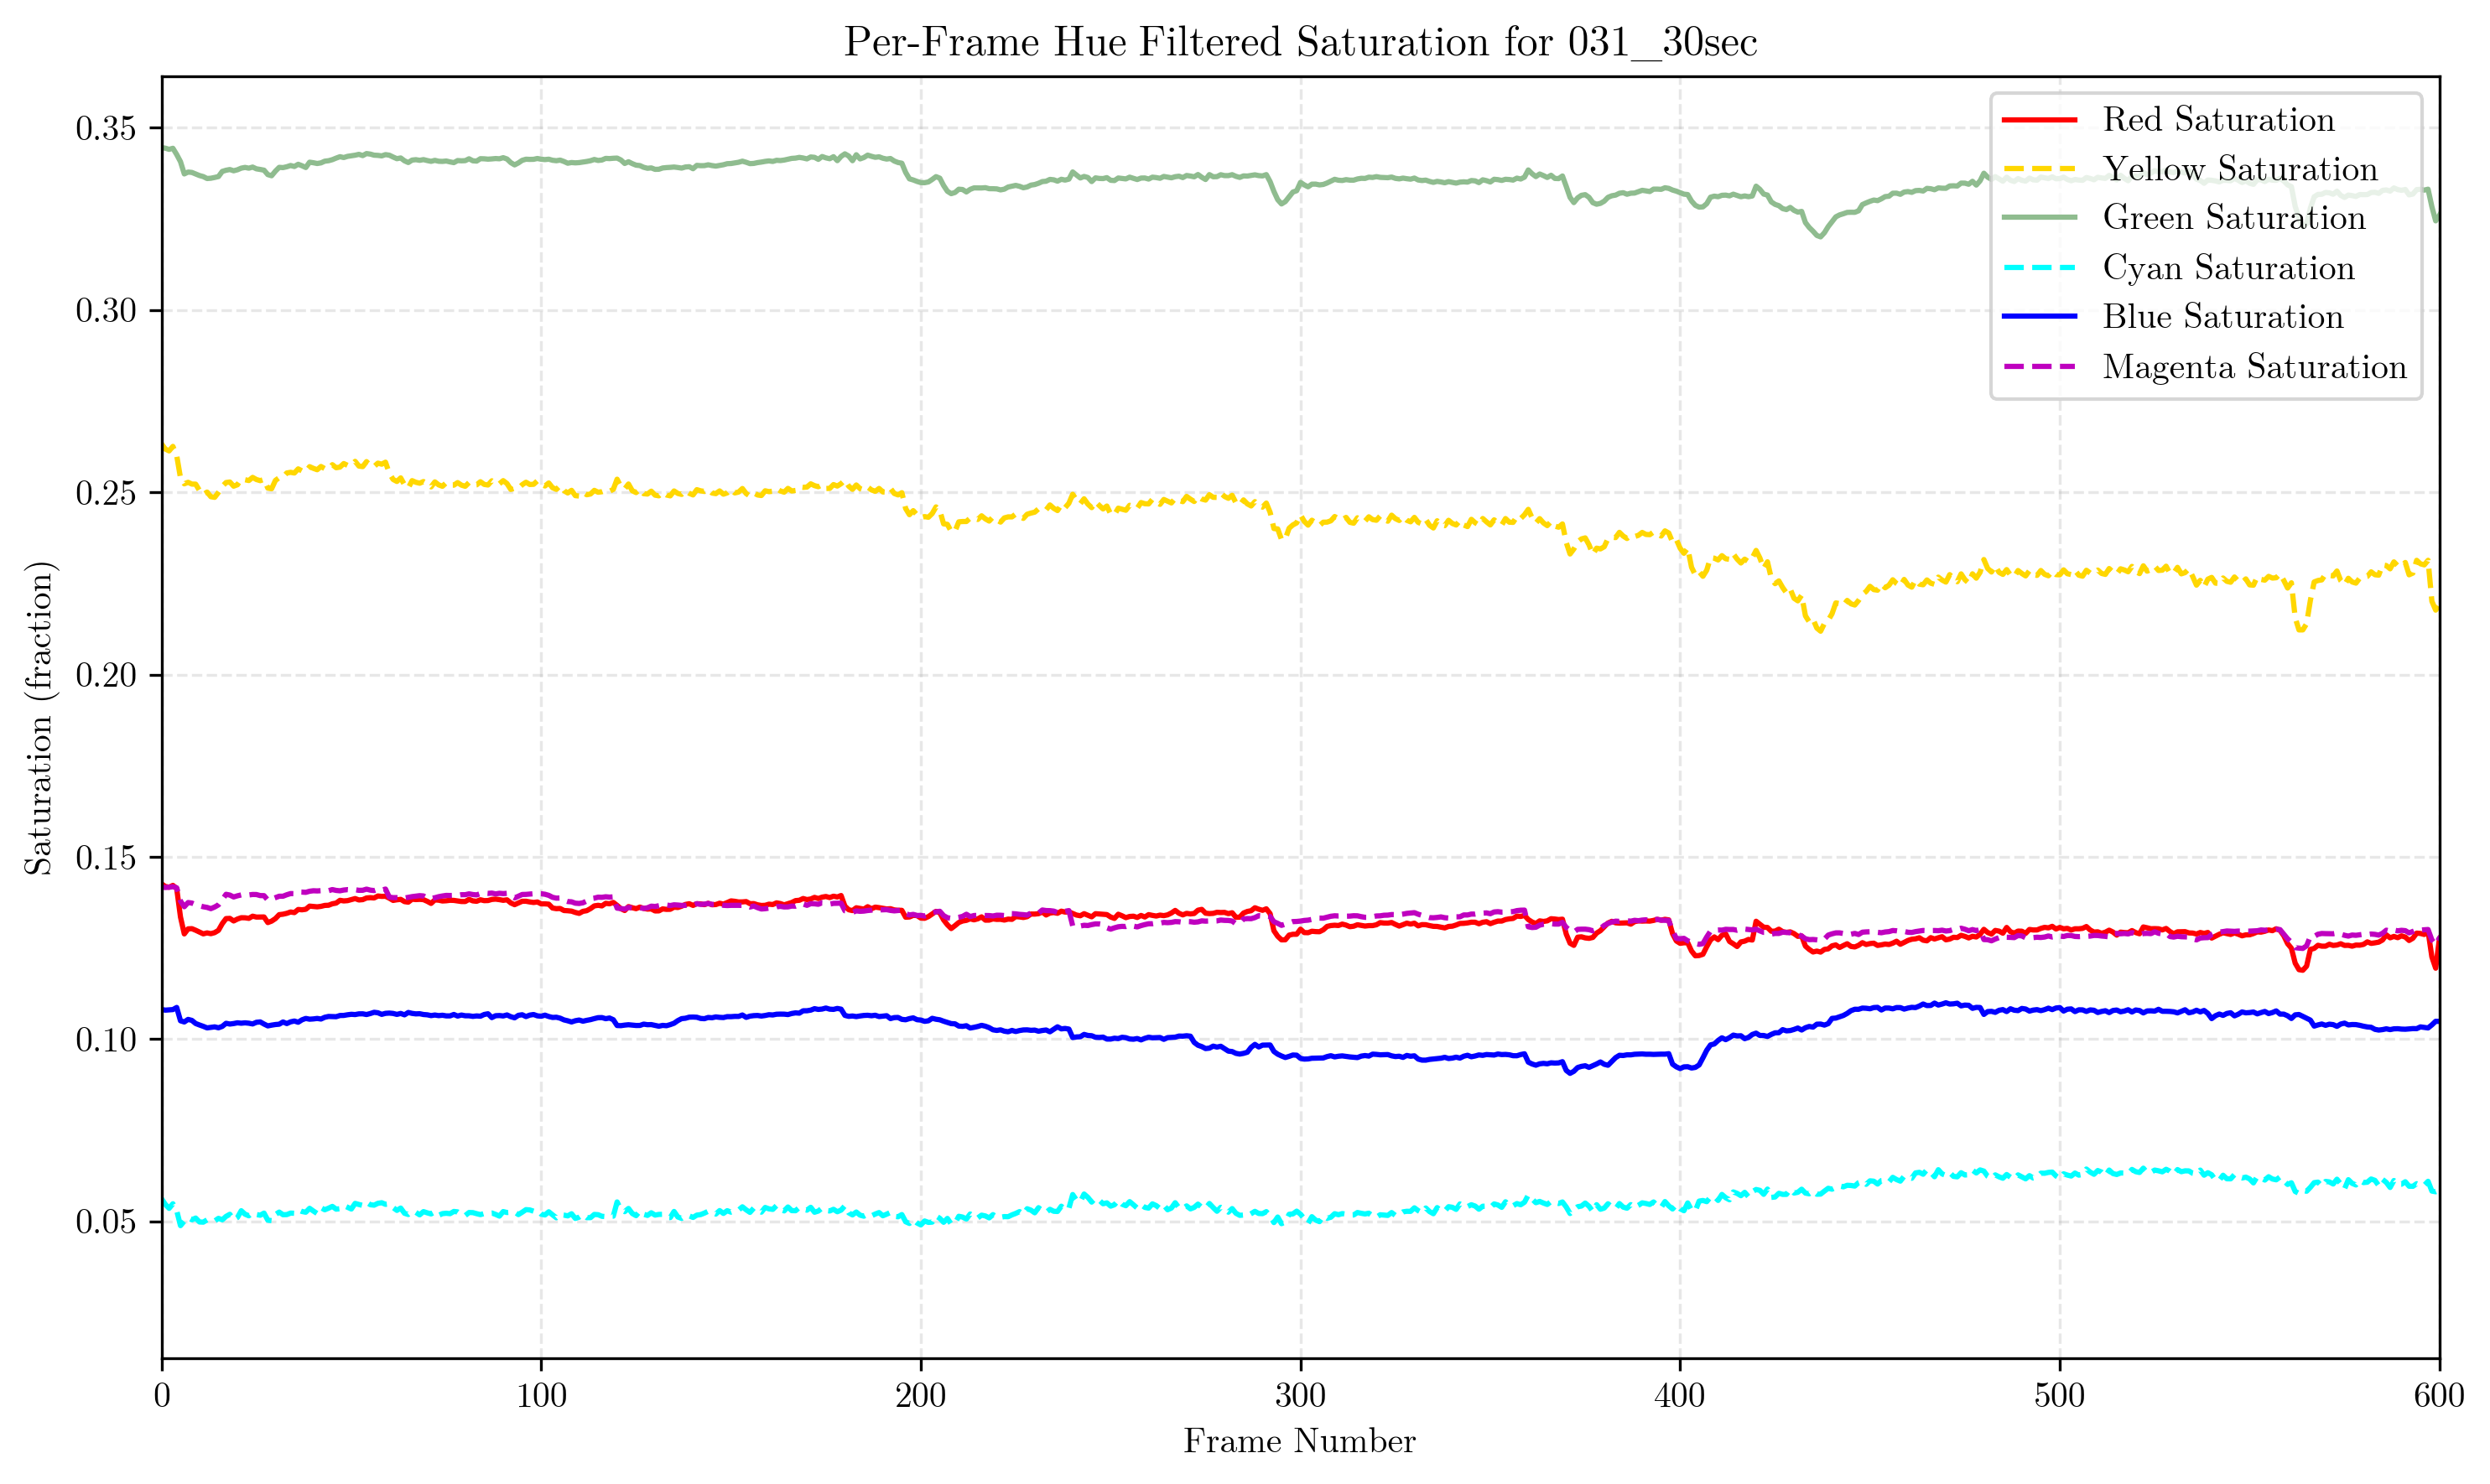 Per-Frame Hue Filtered Saturation for 031__30sec
0.35
0.30
0.25
0.20
0.15
0.10
0.05
Saturation (fraction)
Red Saturation
Yellow Saturation
Green Saturation
Cyan Saturation
Blue Saturation
Magenta Saturation
0 100 200 300 400 500 600
Frame Number